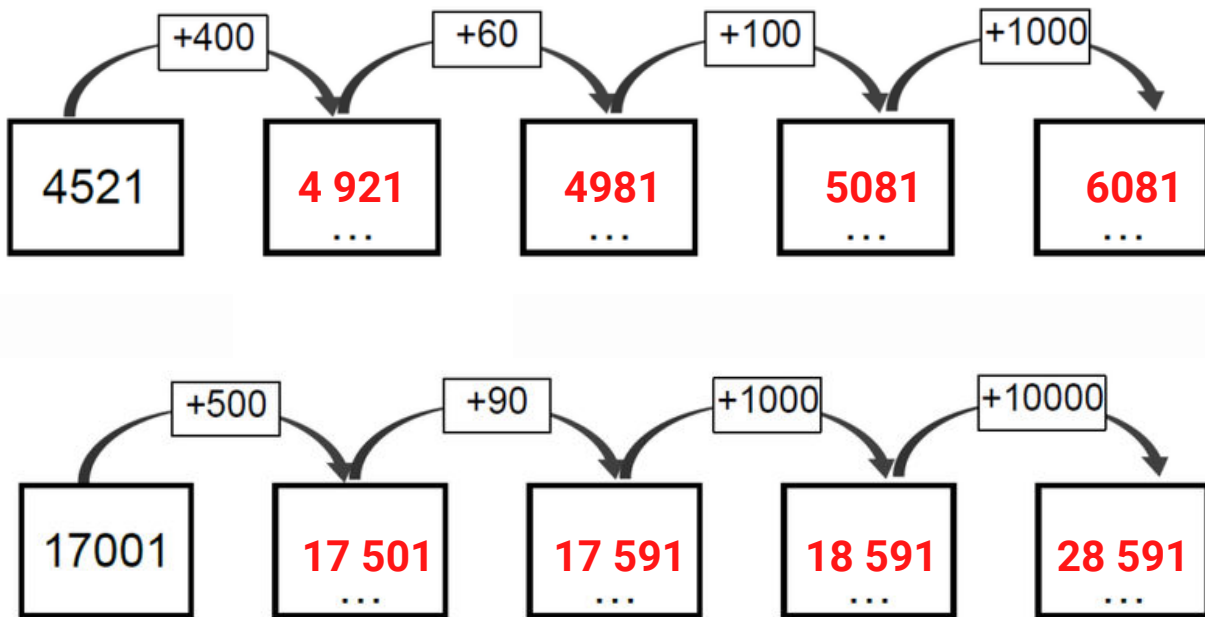 +400 +60 +100 +1000
4521 4 921 4981 5081 6081
... ... ... ...
+500 +90 +1000 +10000
17001 17 501 17 591 18 591 28 591
... ... ... ...